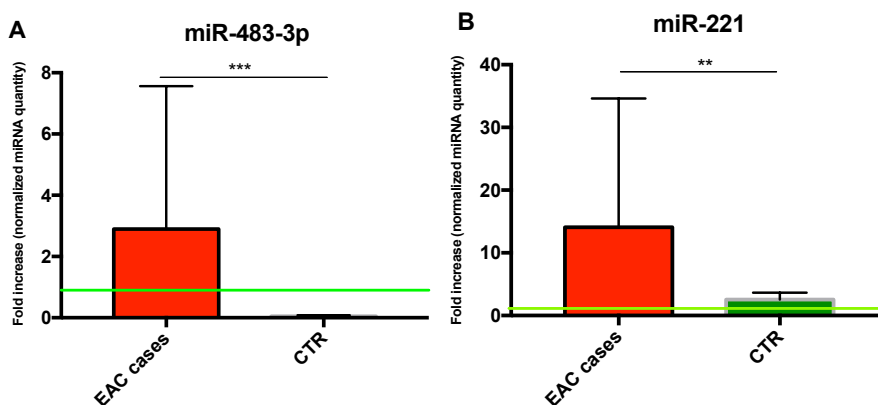 A
miR-483-3p
Fold increase (normalized miRNA quantity)
8
6
4
2
0
***
EAC cases
CTR
B
miR-221
Fold increase (normalized miRNA quantity)
40
30
20
10
0
**
EAC cases
CTR